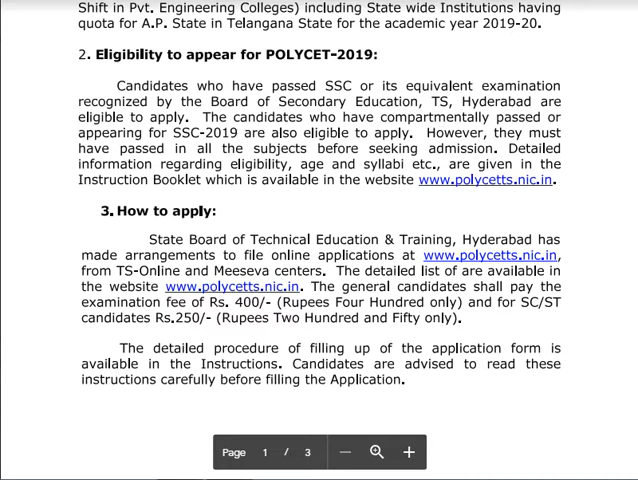 Shift in Pvt. Engineering Colleges) including State wide Institutions having
quota for A.P. State in Telangana State for the academic year 2019-20.
2. Eligibility to appear for POLYCET-2019:
Candidates who have passed SSC or its equivalent examination
recognized by the Board of Secondary Education, TS, Hyderabad are
eligible to apply. The candidates who have compartmentally passed or
appearing for SSC-2019 are also eligible to apply. However, they must
have passed in all the subjects before seeking admission. Detailed
information regarding eligibility, age and syllabi etc., are given in the
Instruction Booklet which is available in the website www.polycetts.nic.in.
3. How to apply:
State Board of Technical Education & Training, Hyderabad has
made arrangements to file online applications at www.polycetts.nic.in,
from TS-Online and Meeseva centers. The detailed list of are available in
the website www.polycetts.nic.in. The general candidates shall pay the
examination fee of Rs. 400/- (Rupees Four Hundred only) and for SC/ST
candidates Rs.250/- (Rupees Two Hundred and Fifty only).
The detailed procedure of filling up of the application form is
available in the Instructions. Candidates are advised to read these
instructions carefully before filling the Application.
Page 1 / 3